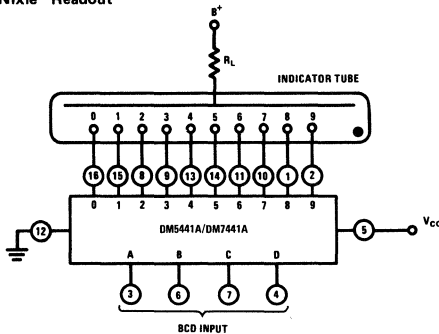 Nixie Readout
B+
RL
INDICATOR TUBE
0 1 2 3 4 5 6 7 8 9
16 15 8 9 13 14 11 10 1 2
0 1 2 3 4 5 6 7 8 9
12 DM5441A/DM7441A 5 VCC
A B C D
3 6 7 4
BCD INPUT